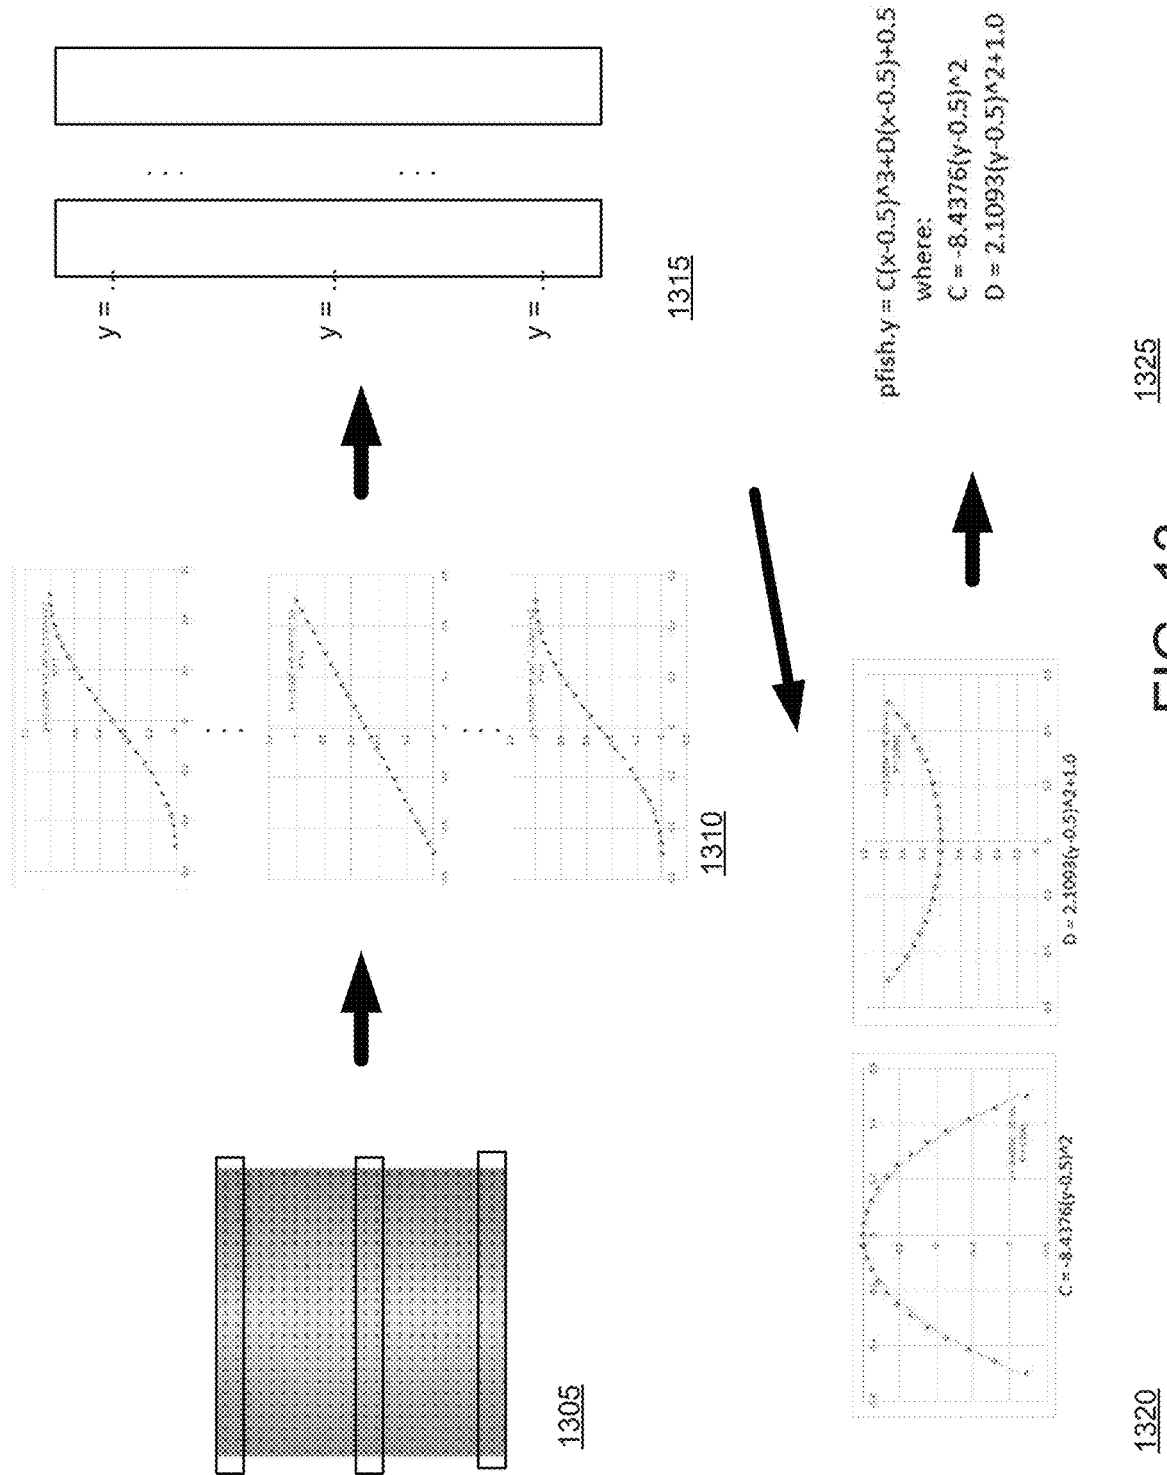 1305
1310
y = .
y = .
y = .
. . .
. . .
1315
C = -8.4376(y-0.5)^2
D = 2.1093(y-0.5)^2+1.0
1320
pfish.y = C(x-0.5)^3+D(x-0.5)+0.5
where:
C = -8.4376(y-0.5)^2
D = 2.1093(y-0.5)^2+1.0
1325
FIG.